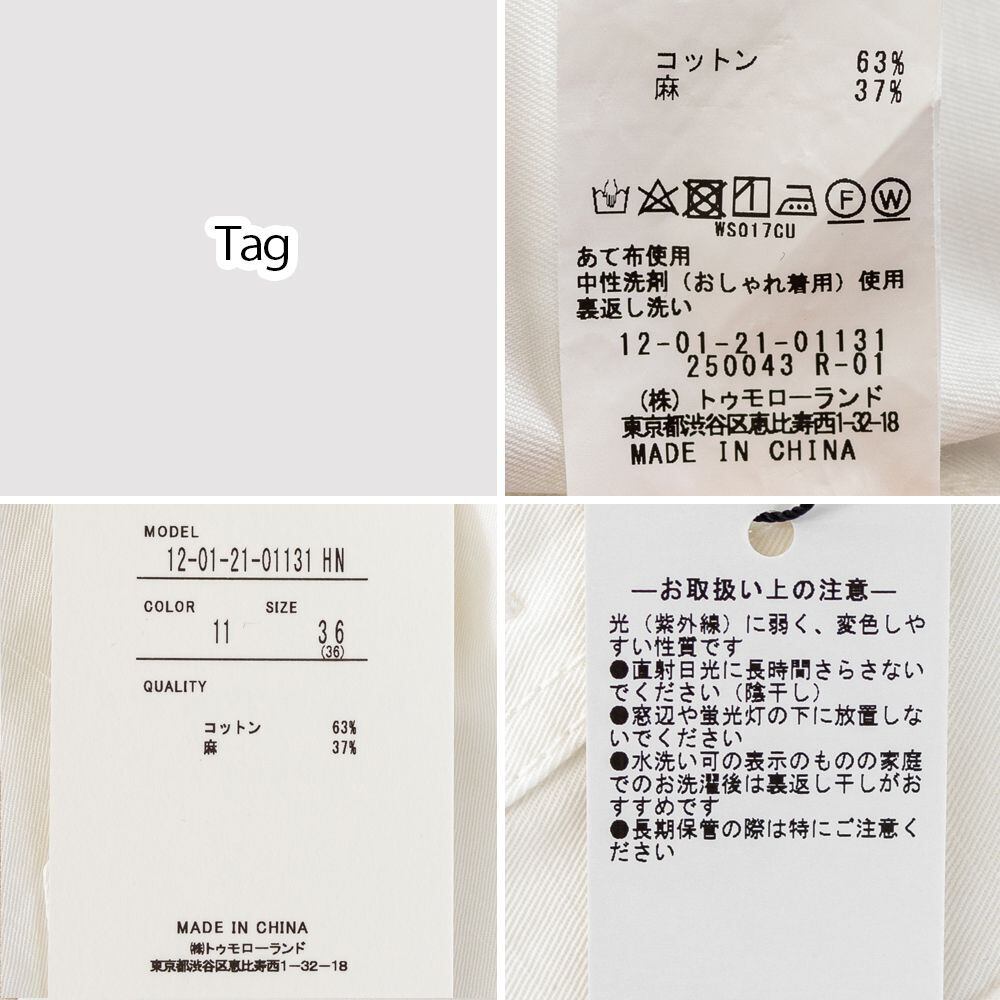 Tag
コットン 63%
麻 37%
WS017CU
あて布使用
中性洗剤（おしゃれ着用）使用
裏返し洗い
12-01-21-01131
250043 R-01
（株）トゥモローランド
東京都渋谷区恵比寿西1-32-18
MADE IN CHINA
MODEL
12-01-21-01131 HN
COLOR SIZE
11 36
(36)
QUALITY
コットン 63%
麻 37%
MADE IN CHINA
㈱トゥモローランド
東京都渋谷区恵比寿西1−32−18
―お取扱い上の注意―
光（紫外線）に弱く、変色しや
すい性質です
●直射日光に長時間さらさない
でください（陰干し）
●窓辺や蛍光灯の下に放置しな
いでください
●水洗い可の表示のものの家庭
でのお洗濯後は裏返し干しがお
すすめです
●長期保管の際は特にご注意く
ださい